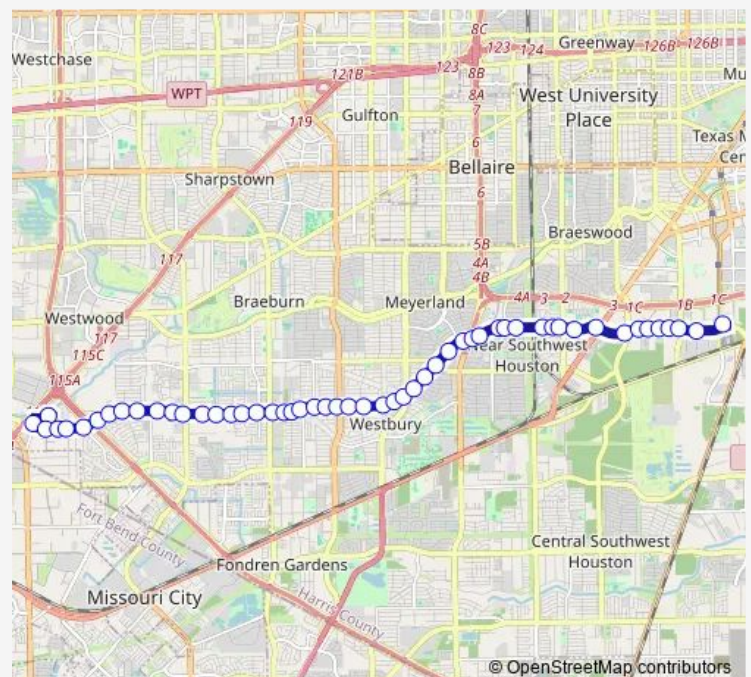 8C
Greenway
126B
126B
123
124
123
Westchase
121B
8B
WPT
8A
7
West University
Place
119
Gulfton
6
Bellaire
Sharpstown
6
Braeswood
5B
117
4A
4B
Braeburn
Meyerland
4A
3
2
3
1C
1B
1C
Westwood
117
115C
Near Southwest
Houston
115A
Westbury
Fort Bend County
Central Southwest
Houston
Fondren Gardens
Missouri City
Harris County
© OpenStreetMap contributors